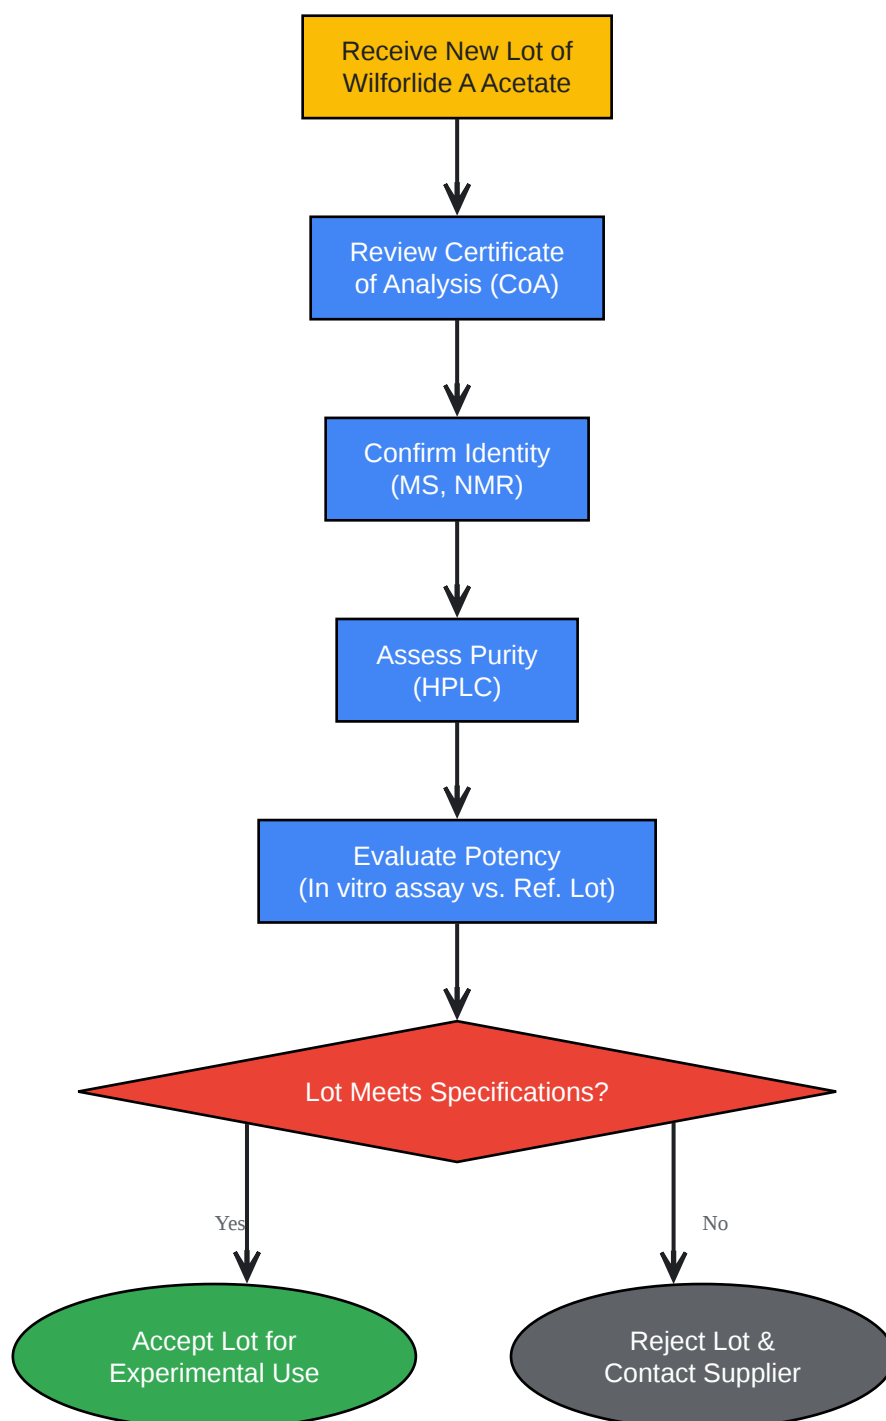 Receive New Lot of
Wilforlide A Acetate
Review Certificate
of Analysis (CoA)
Confirm Identity
(MS, NMR)
Assess Purity
(HPLC)
Evaluate Potency
(In vitro assay vs. Ref. Lot)
Lot Meets Specifications?
Yes
No
Accept Lot for
Experimental Use
Reject Lot &
Contact Supplier